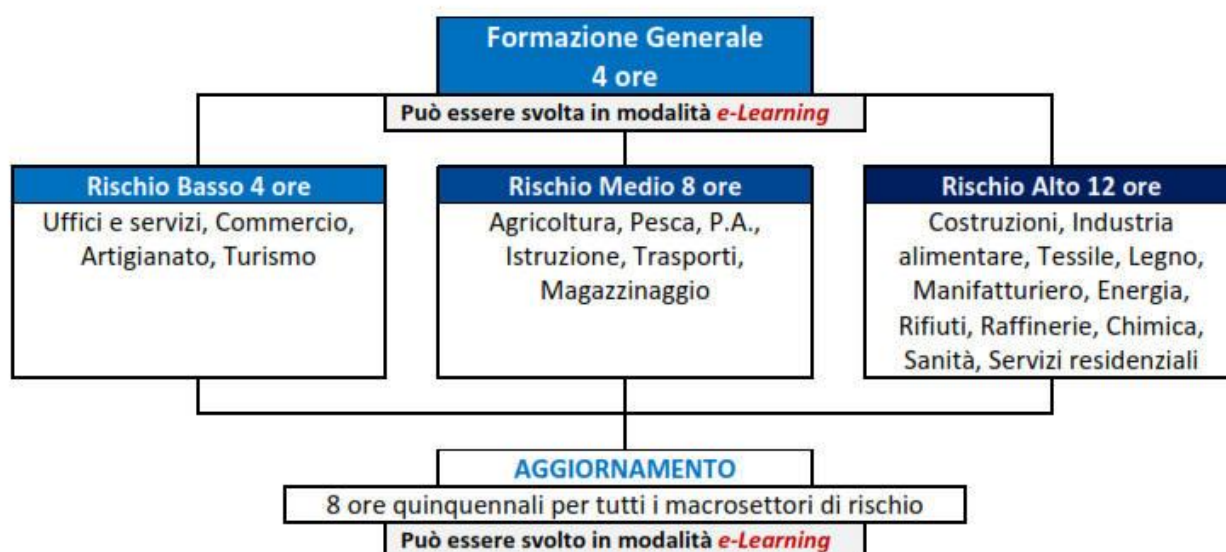 Formazione Generale
4 ore
Può essere svolta in modalità e-Learning
Rischio Basso 4 ore
Uffici e servizi, Commercio,
Artigianato, Turismo
Rischio Medio 8 ore
Agricoltura, Pesca, P.A.,
Istruzione, Trasporti,
Magazzinaggio
Rischio Alto 12 ore
Costruzioni, Industria
alimentare, Tessile, Legno,
Manifatturiero, Energia,
Rifiuti, Raffinerie, Chimica,
Sanità, Servizi residenziali
AGGIORNAMENTO
8 ore quinquennali per tutti i macrosettori di rischio
Può essere svolto in modalità e-Learning